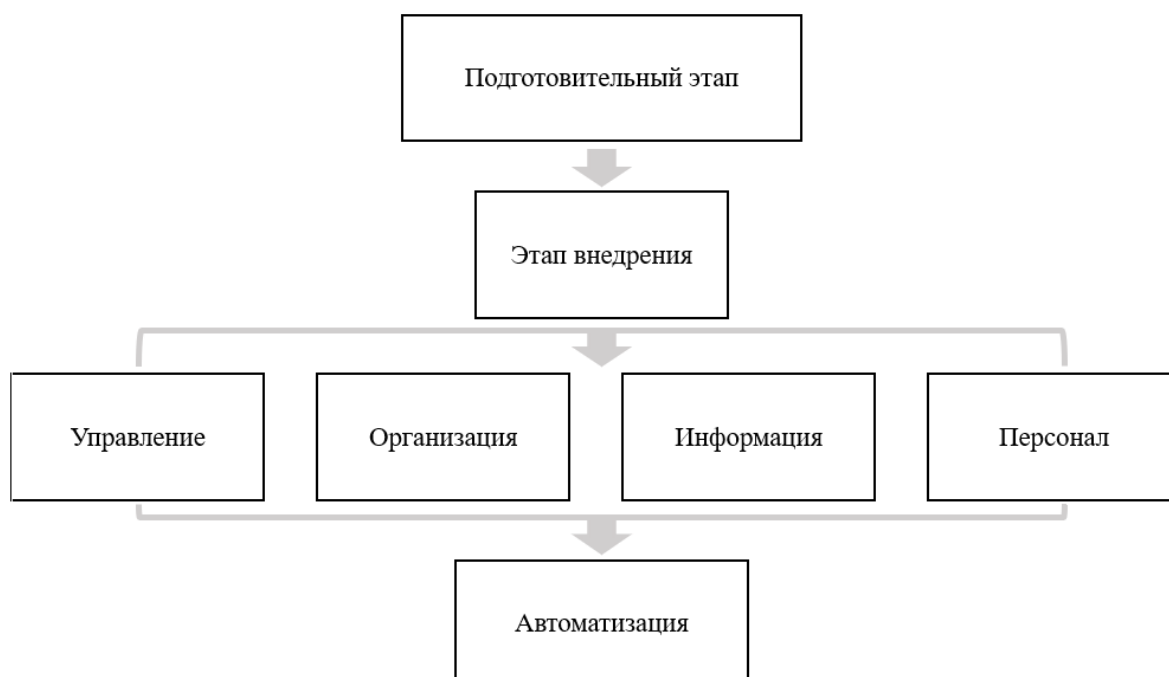 Подготовительный этап
Этап внедрения
Управление
Организация
Информация
Персонал
Автоматизация